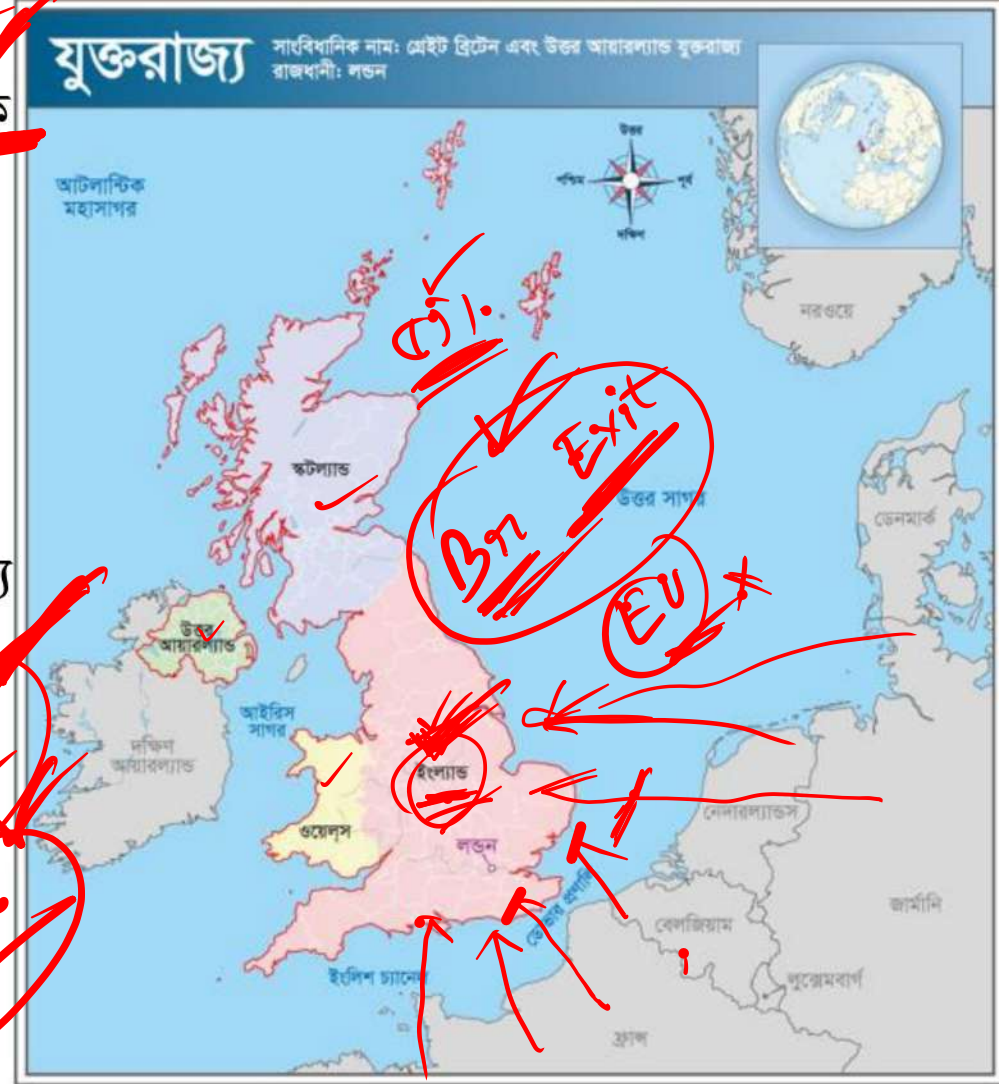 যুক্তরাজ্য
সাংবিধানিক নাম: গ্রেইট ব্রিটেন এবং উত্তর আয়ারল্যান্ড যুক্তরাজ্য
রাজধানী: লন্ডন
ক
আটলান্টিক
মহাসাগর
উত্তর
পশ্চিম
পূর্ব
দক্ষিণ
নরওয়ে
স্কটল্যান্ড
Exit
Br
উত্তর সাগর
ডেনমার্ক
EU
্য
উত্তর
আয়ারল্যান্ড
আইরিস
সাগর
দক্ষিণ
আয়ারল্যান্ড
ইংল্যান্ড
নেদারল্যান্ডস
ওয়েল্‌স
লন্ডন
ডোভার প্রণালি
বেলজিয়াম
জার্মানি
ইংলিশ চ্যানেল
লুক্সেমবার্গ
ফ্রান্স